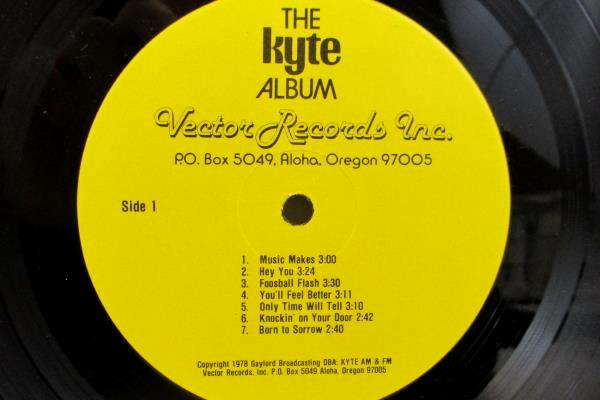 THE
kyte
ALBUM
Vector Records Inc.
P.O. Box 5049, Aloha, Oregon 97005
Side 1
1. Music Makes 3:00
2. Hey You 3:24
3. Foosball Flash 3:30
4. You'll Feel Better 3:11
5. Only Time Will Tell 3:10
6. Knockin' on Your Door 2:42
7. Born to Sorrow 2:40
Copyright 1978 Gaylord Broadcasting DBA: KYTE AM & FM
Vector Records, Inc. P.O. Box 5049 Aloha, Oregon 97005